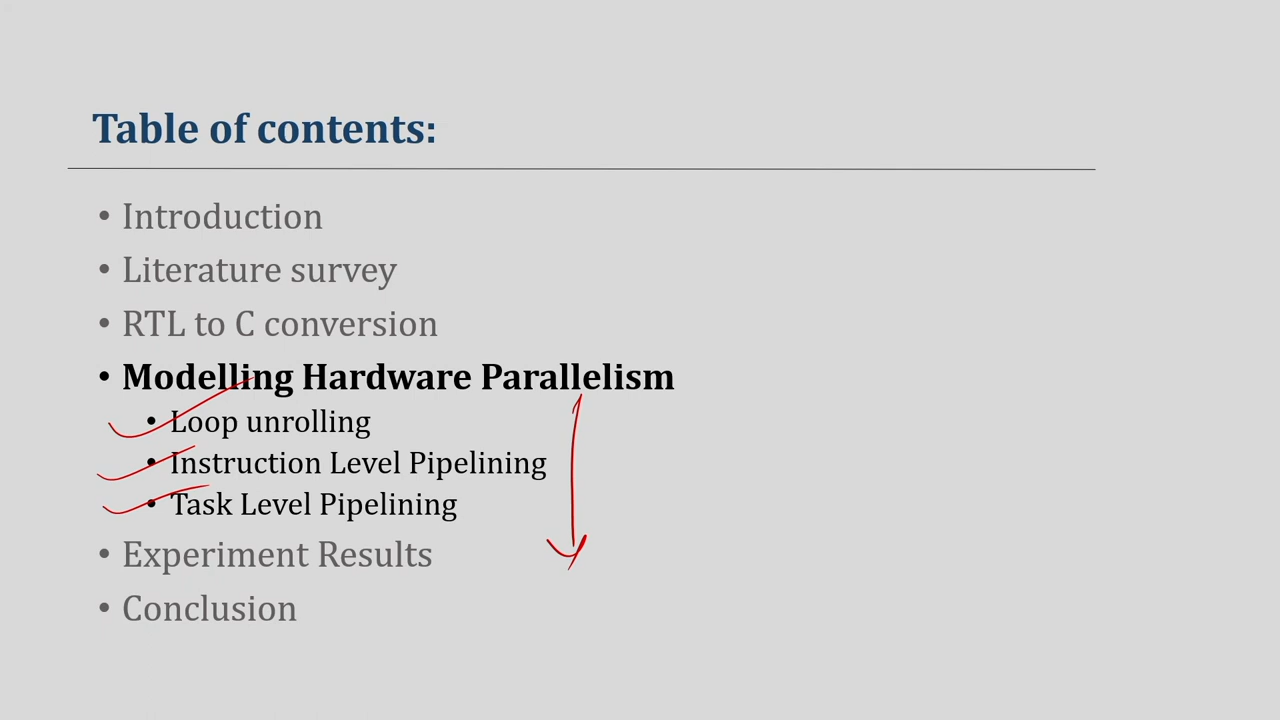 Table of contents:
• Introduction
• Literature survey
• RTL to C conversion
• Modelling Hardware Parallelism
• Loop unrolling
• Instruction Level Pipelining
• Task Level Pipelining
• Experiment Results
• Conclusion